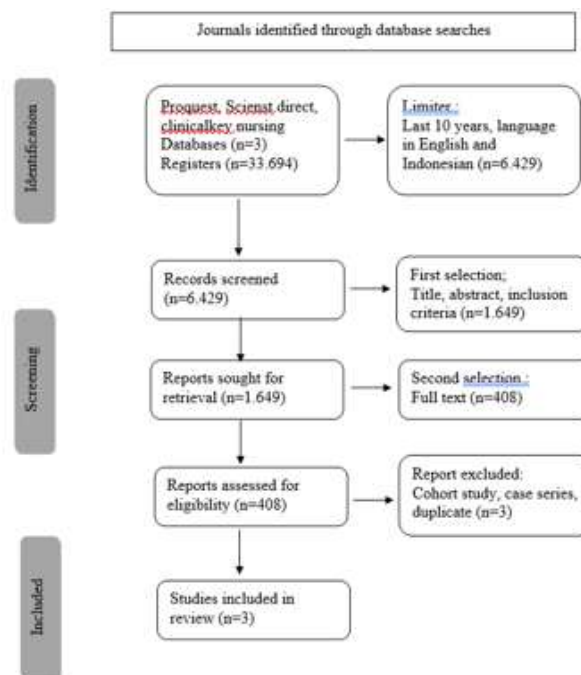 Journals identified through database searches
Identification
Proquest, Scienst direct,
clinicalkey nursing
Databases (n=3)
Registers (n=33.694)
Limiter :
Last 10 years, language
in English and
Indonesian (n=6.429)
Records screened
(n=6.429)
First selection;
Title, abstract, inclusion
criteria (n=1.649)
Screening
Reports sought for
retrieval (n=1.649)
Second selection :
Full text (n=408)
Reports assessed for
eligibility (n=408)
Report excluded:
Cohort study, case series,
duplicate (n=3)
Included
Studies included in
review (n=3)